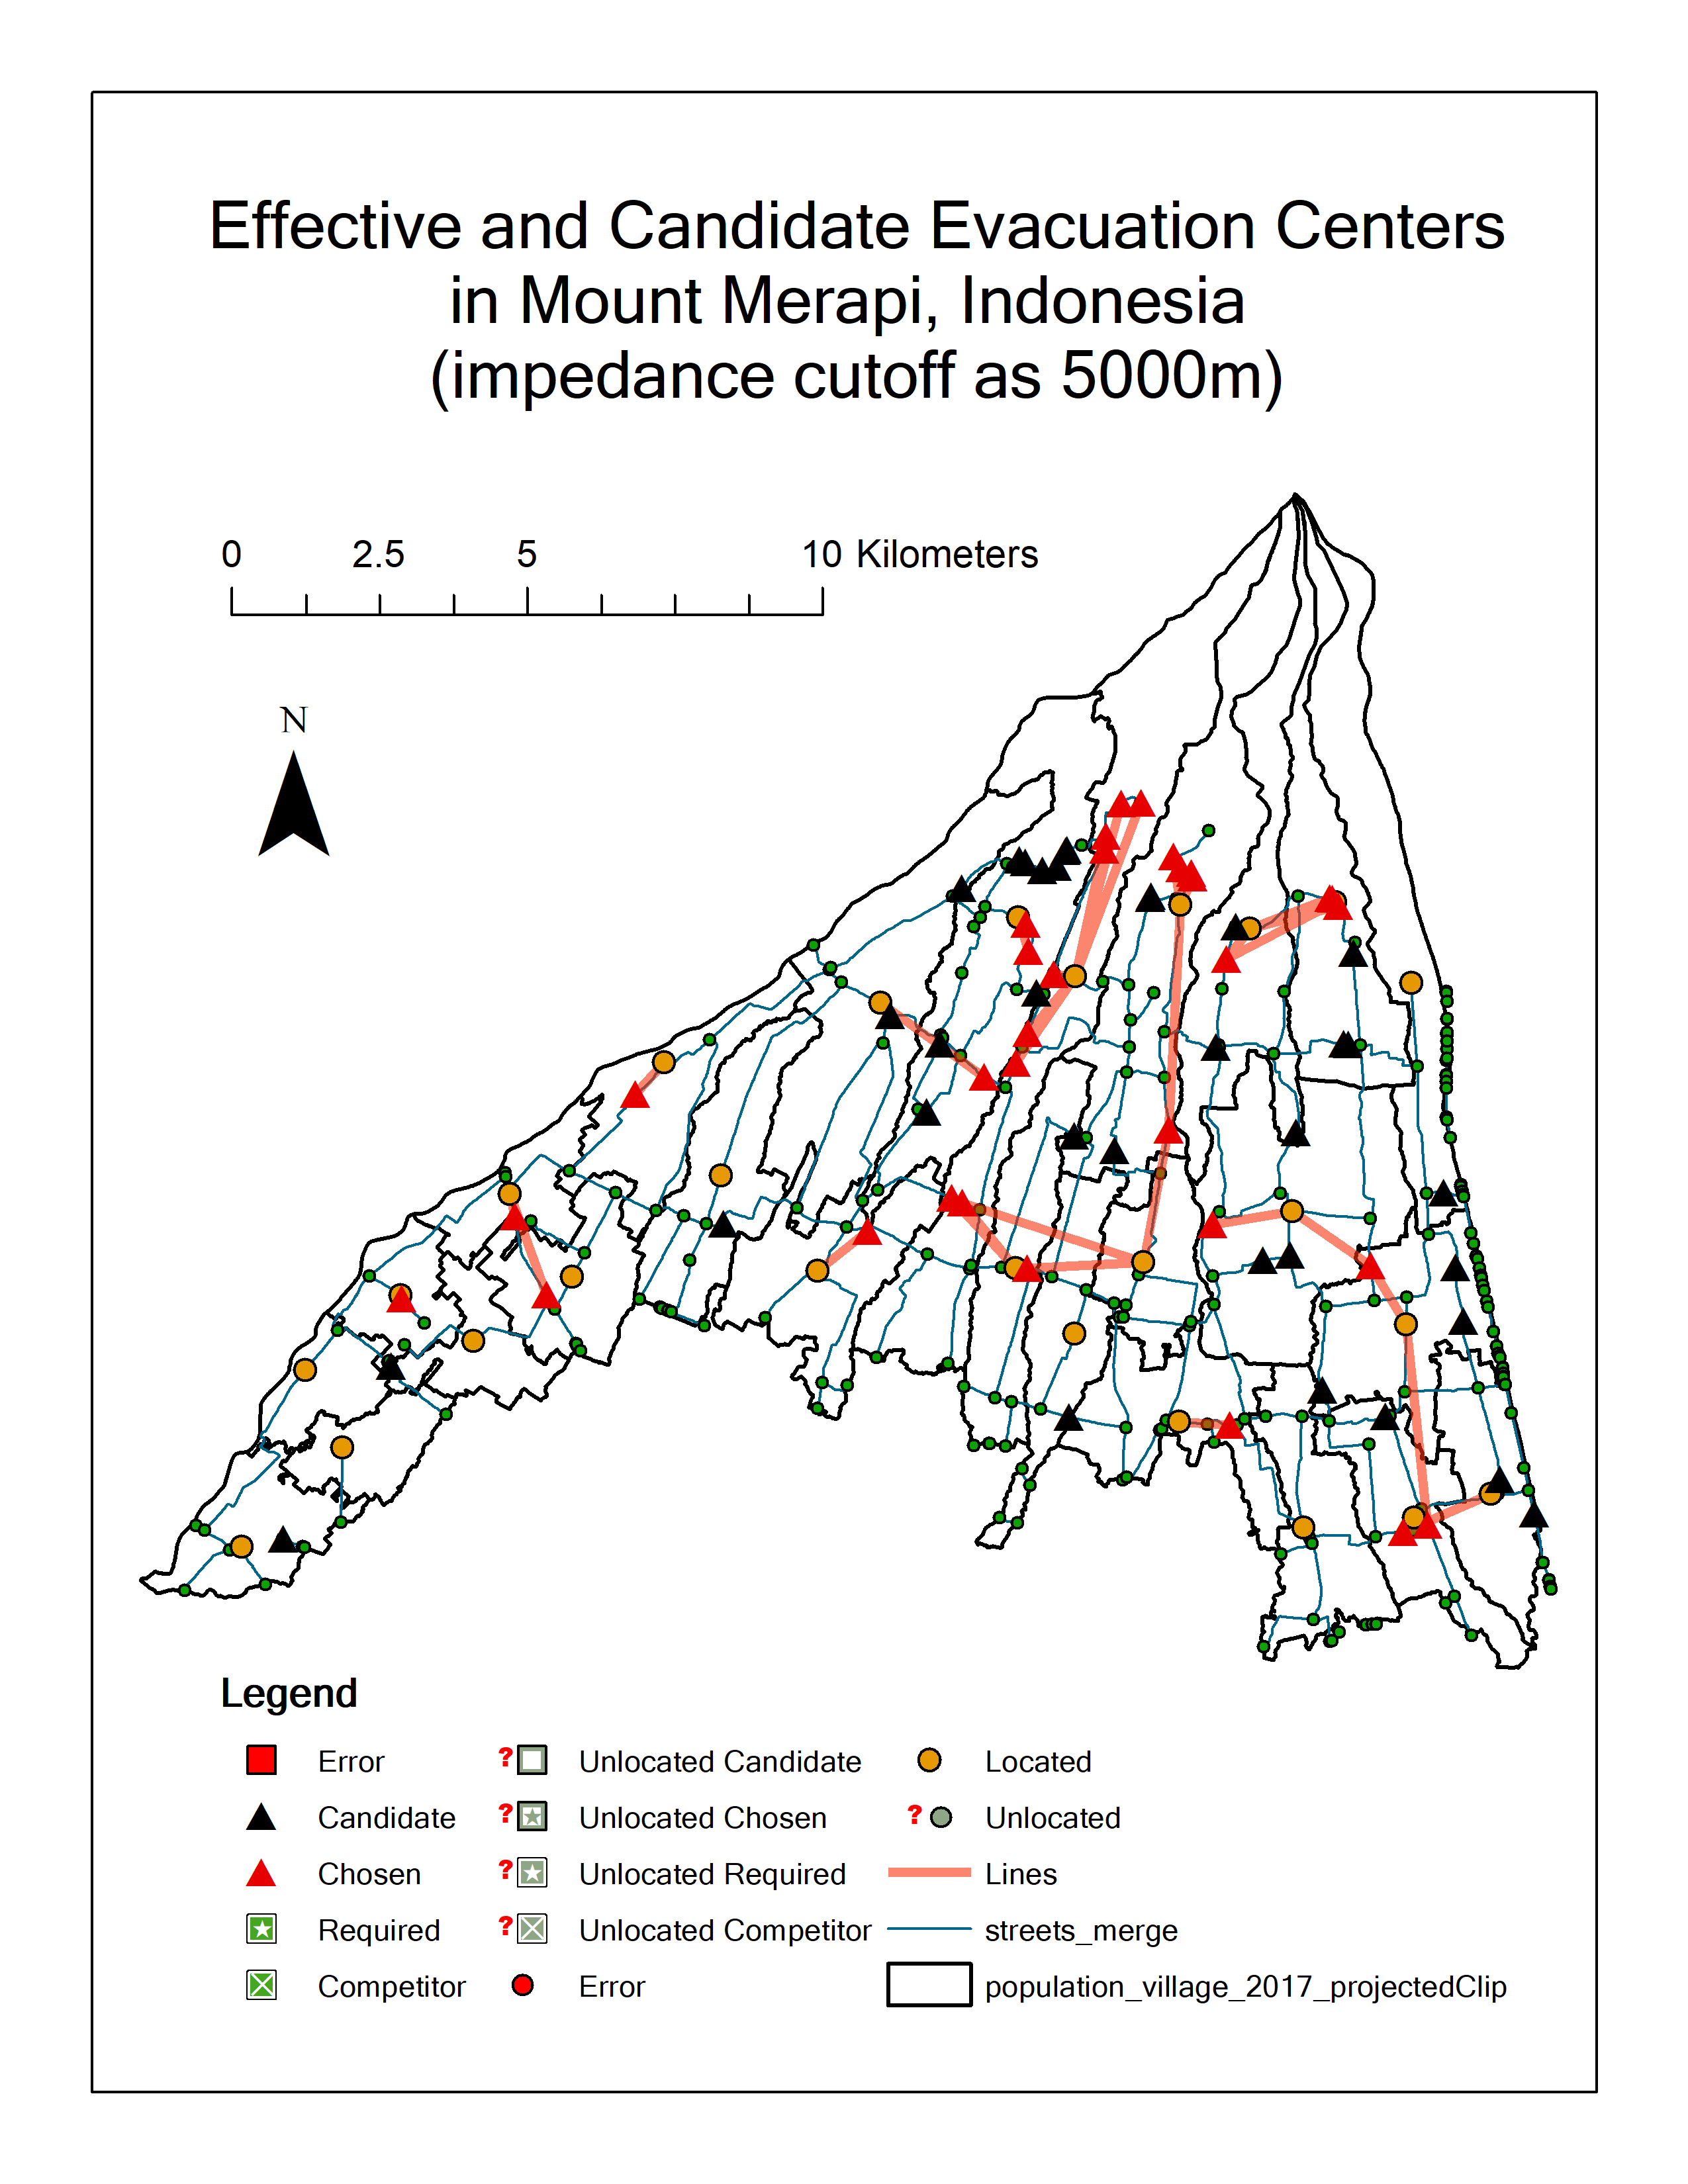 Effective and Candidate Evacuation Centers
in Mount Merapi, Indonesia
(impedance cutoff as 5000m)
0 2.5 5 10 Kilometers
N
Legend
Error ? Unlocated Candidate Located
Candidate ? Unlocated Chosen ? Unlocated
Chosen ? Unlocated Required Lines
Required ? Unlocated Competitor streets_merge
Competitor Error population_village_2017_projectedClip